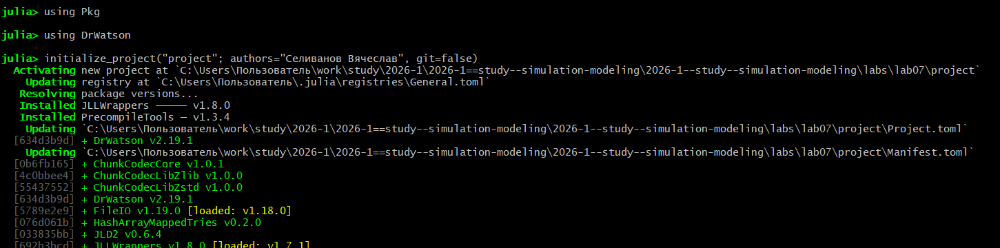 julia> using Pkg
julia> using DrWatson
julia> initialize_project("project"; authors="Селиванов Вячеслав", git=false)
Activating new project at `C:\Users\Пользователь\work\study\2026-1\2026-1==study--simulation-modeling\2026-1--study--simulation-modeling\labs\lab07\project`
Updating registry at `C:\Users\Пользователь\.julia\registries\General.toml`
Resolving package versions...
Installed JLLWrappers ───── v1.8.0
Installed PrecompileTools ─ v1.3.4
Updating `C:\Users\Пользователь\work\study\2026-1\2026-1==study--simulation-modeling\2026-1--study--simulation-modeling\labs\lab07\project\Project.toml`
[634d3b9d] + DrWatson v2.19.1
Updating `C:\Users\Пользователь\work\study\2026-1\2026-1==study--simulation-modeling\2026-1--study--simulation-modeling\labs\lab07\project\Manifest.toml`
[0b6fb165] + ChunkCodecCore v1.0.1
[4c0bbee4] + ChunkCodecLibZlib v1.0.0
[55437552] + ChunkCodecLibZstd v1.0.0
[634d3b9d] + DrWatson v2.19.1
[5789e2e9] + FileIO v1.19.0 [loaded: v1.18.0]
[076d061b] + HashArrayMappedTries v0.2.0
[033835bb] + JLD2 v0.6.4
[692b3bcd] + JLLWrappers v1.8.0 [loaded: v1.7.1]